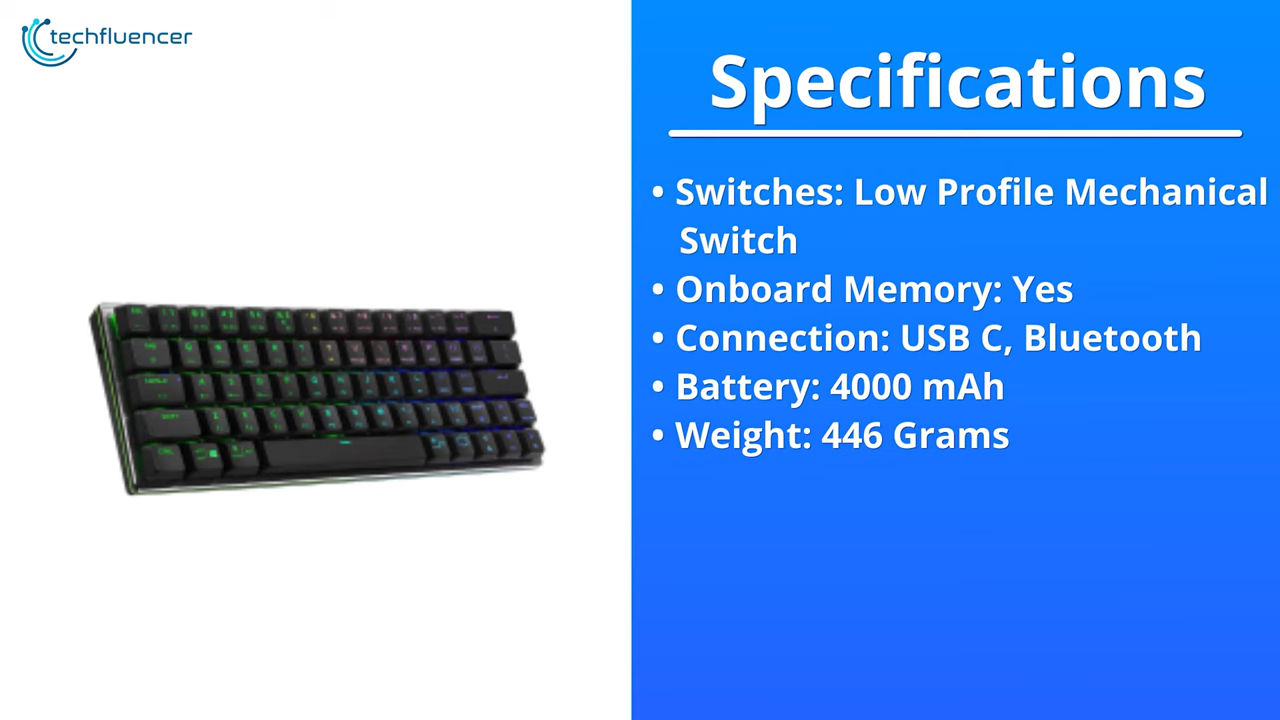 techfluencer
Specifications
• Switches: Low Profile Mechanical
Switch
• Onboard Memory: Yes
• Connection: USB C, Bluetooth
• Battery: 4000 mAh
• Weight: 446 Grams